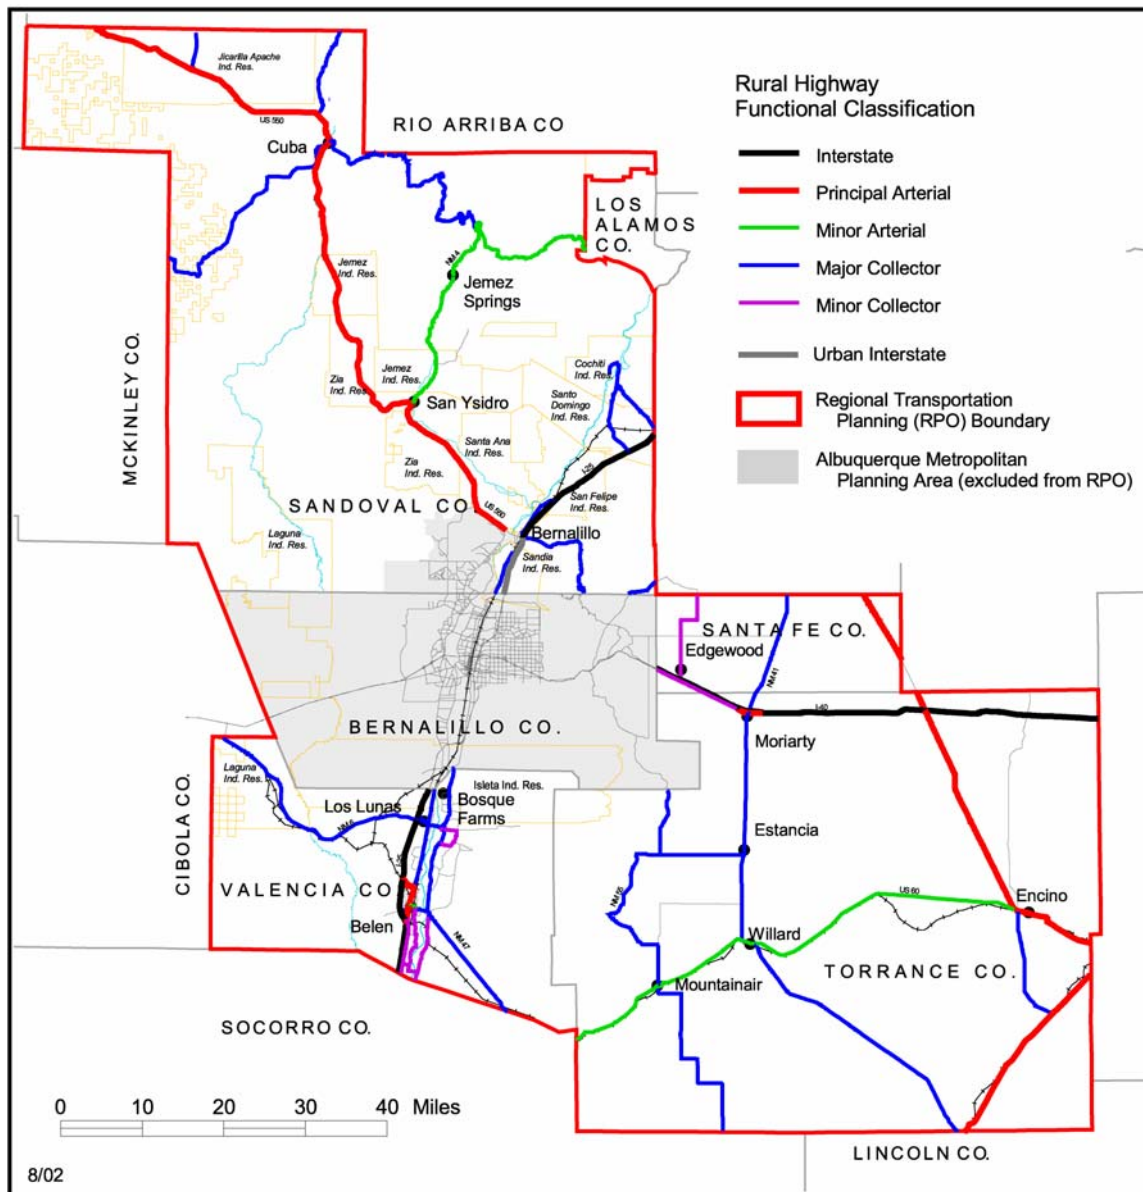 Jicarilla Apache
Ind. Res.
US 550
RIO ARRIBA CO
Cuba
LOS
ALAMOS
CO.
NM4
Jemez
Ind. Res.
Jemez
Springs
MCKINLEY CO.
Zia
Ind. Res.
Jemez
Ind. Res.
San Ysidro
Cochiti
Ind. Res.
Santo
Domingo
Ind. Res.
Santa Ana
Ind. Res.
Zia
Ind. Res.
I-25
San Felipe
Ind. Res.
US 550
SANDOVAL CO.
Bernalillo
Laguna
Ind. Res.
Sandia
Ind. Res.
Rural Highway
Functional Classification
Interstate
Principal Arterial
Minor Arterial
Major Collector
Minor Collector
Urban Interstate
Regional Transportation
Planning (RPO) Boundary
Albuquerque Metropolitan
Planning Area (excluded from RPO)
SANTA FE CO.
Edgewood
NM41
I-40
BERNALILLO CO.
Moriarty
Laguna
Ind. Res.
Isleta Ind. Res.
Los Lunas
Bosque
Farms
NM6
I-25
CIBOLA CO.
VALENCIA CO
Belen
NM47
Estancia
NM 55
US 60
Encino
Willard
TORRANCE CO.
Mountainair
SOCORRO CO.
LINCOLN CO.
0 10 20 30 40 Miles
8/02